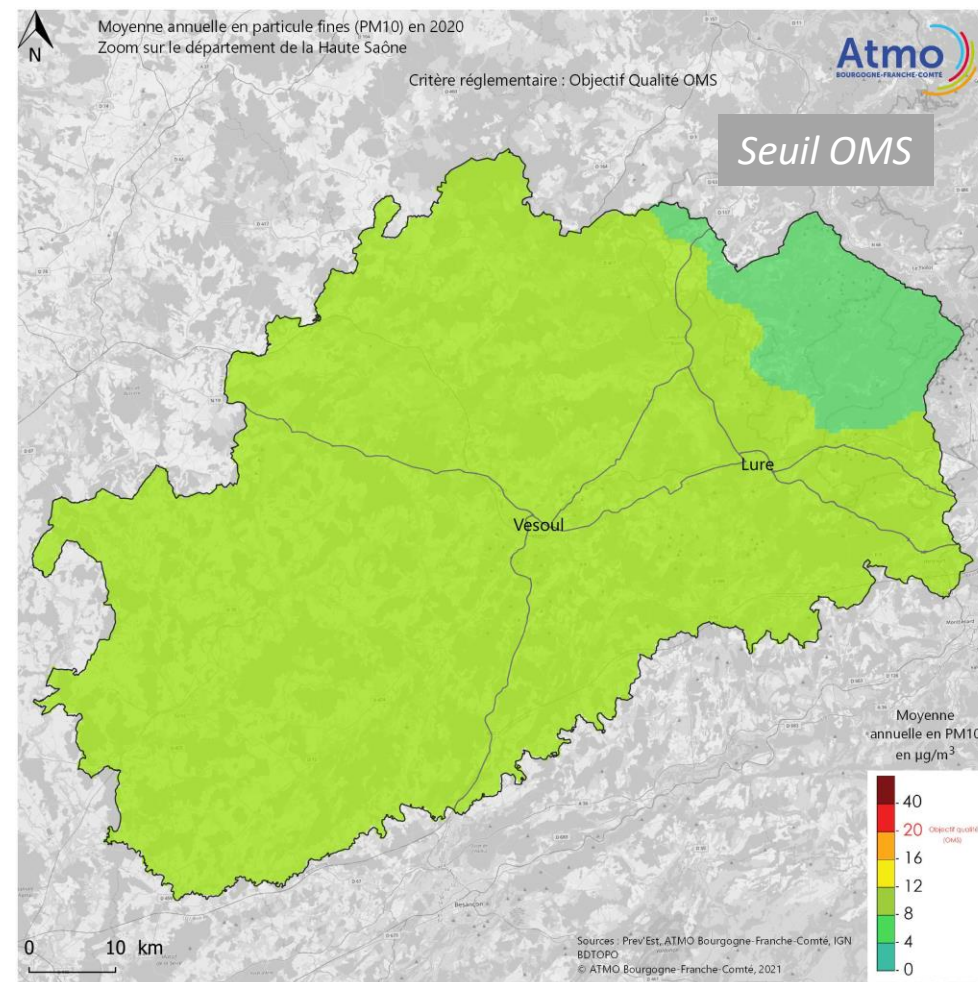 N
Moyenne annuelle en particule fines (PM10) en 2020
Zoom sur le département de la Haute Saône
Critère réglementaire : Objectif Qualité OMS
Atmo
BOURGOGNE-FRANCHE-COMTÉ
Seuil OMS
Lure
Vesoul
Besançon
Moyenne
annuelle en PM10
en µg/m³
40
20 Objectif qualité
(OMS)
16
12
8
4
0
0 10 km
Sources : Prev'Est, ATMO Bourgogne-Franche-Comté, IGN
BDTOPO
© ATMO Bourgogne-Franche-Comté, 2021